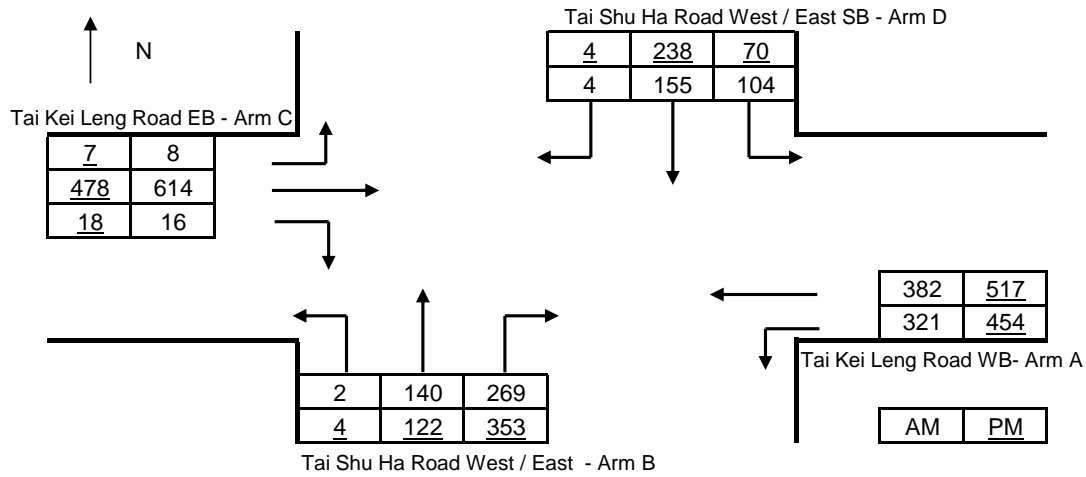 Tai Shu Ha Road West / East SB - Arm D
N
4 238 70
4 155 104
Tai Kei Leng Road EB - Arm C
7 8
478 614
18 16
382 517
321 454
Tai Kei Leng Road WB- Arm A
2 140 269
4 122 353
AM PM
Tai Shu Ha Road West / East - Arm B